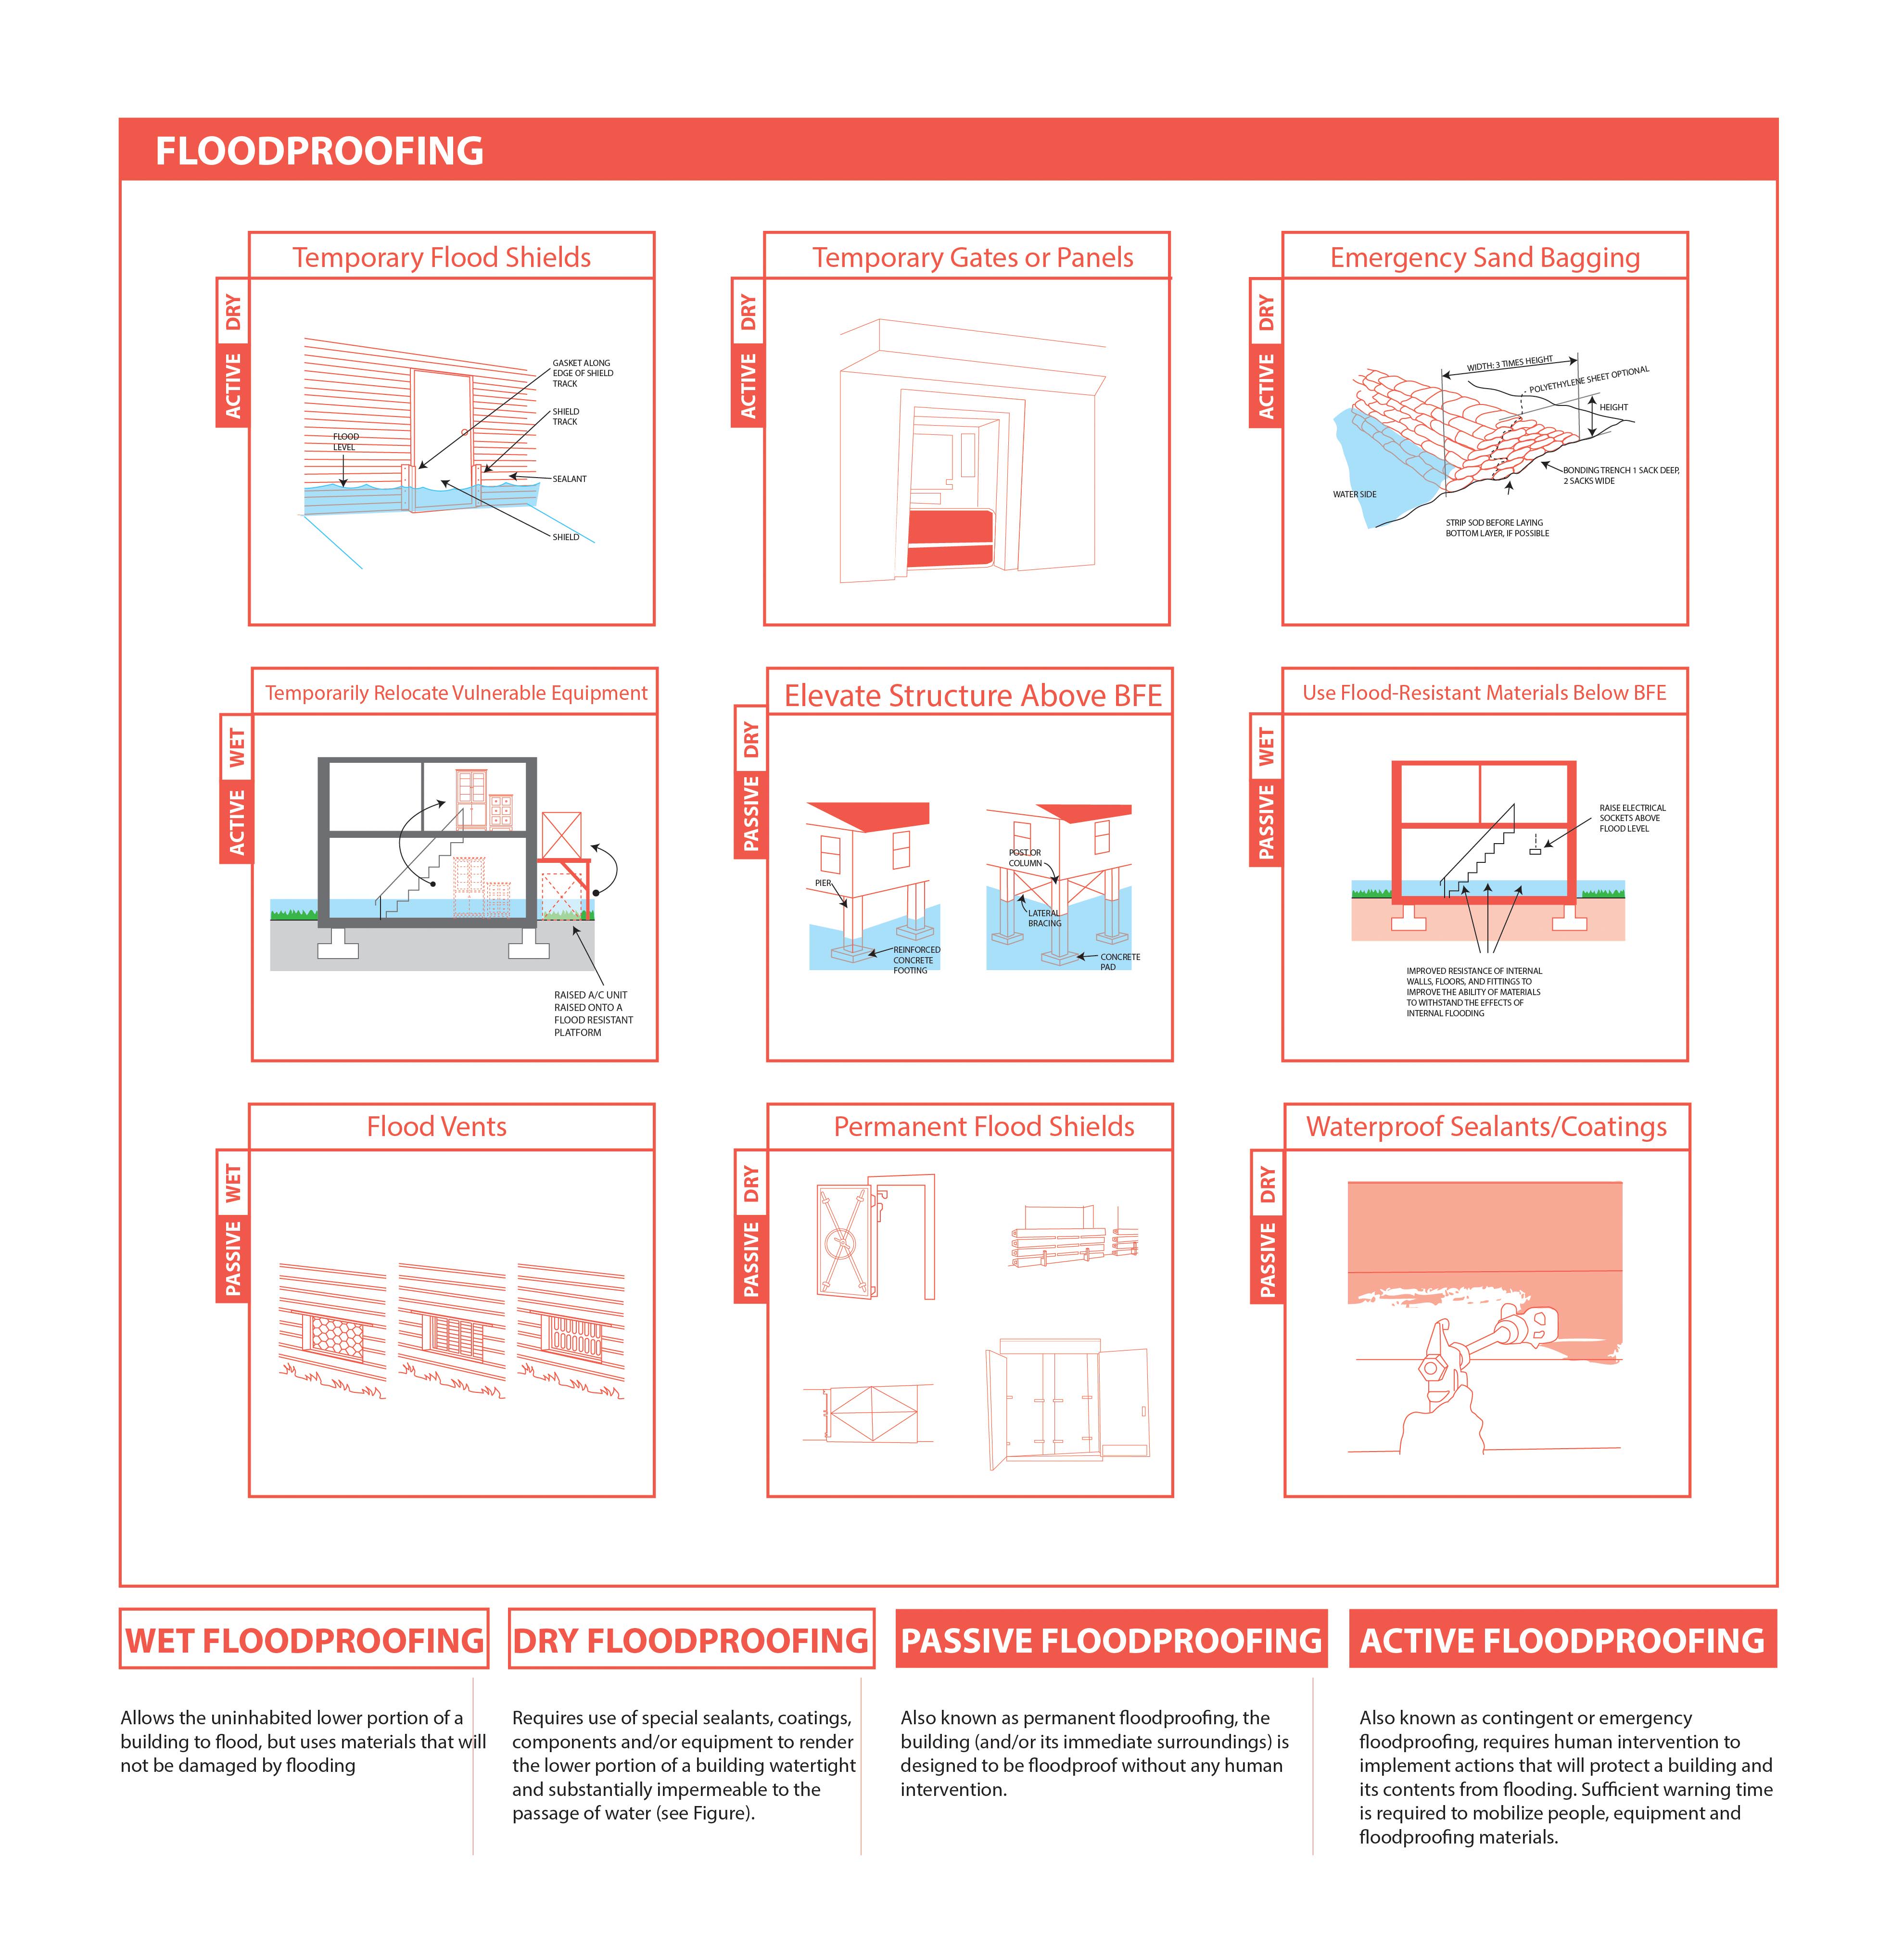 FLOODPROOFING
Temporary Flood Shields
DRY
ACTIVE
GASKET ALONG
EDGE OF SHIELD
TRACK
SHIELD
TRACK
FLOOD
LEVEL
SEALANT
SHIELD
Temporary Gates or Panels
DRY
ACTIVE
Emergency Sand Bagging
DRY
ACTIVE
WIDTH: 3 TIMES HEIGHT
POLYETHYLENE SHEET OPTIONAL
HEIGHT
BONDING TRENCH 1 SACK DEEP,
2 SACKS WIDE
WATER SIDE
STRIP SOD BEFORE LAYING
BOTTOM LAYER, IF POSSIBLE
Temporarily Relocate Vulnerable Equipment
WET
ACTIVE
RAISED A/C UNIT
RAISED ONTO A
FLOOD RESISTANT
PLATFORM
Elevate Structure Above BFE
DRY
PASSIVE
PIER
REINFORCED
CONCRETE
FOOTING
POST OR
COLUMN
LATERAL
BRACING
CONCRETE
PAD
Use Flood-Resistant Materials Below BFE
WET
PASSIVE
RAISE ELECTRICAL
SOCKETS ABOVE
FLOOD LEVEL
IMPROVED RESISTANCE OF INTERNAL
WALLS, FLOORS, AND FITTINGS TO
IMPROVE THE ABILITY OF MATERIALS
TO WITHSTAND THE EFFECTS OF
INTERNAL FLOODING
Flood Vents
WET
PASSIVE
Permanent Flood Shields
DRY
PASSIVE
Waterproof Sealants/Coatings
DRY
PASSIVE
WET FLOODPROOFING
Allows the uninhabited lower portion of a
building to flood, but uses materials that will
not be damaged by flooding
DRY FLOODPROOFING
Requires use of special sealants, coatings,
components and/or equipment to render
the lower portion of a building watertight
and substantially impermeable to the
passage of water (see Figure).
PASSIVE FLOODPROOFING
Also known as permanent floodproofing, the
building (and/or its immediate surroundings) is
designed to be floodproof without any human
intervention.
ACTIVE FLOODPROOFING
Also known as contingent or emergency
floodproofing, requires human intervention to
implement actions that will protect a building and
its contents from flooding. Sufficient warning time
is required to mobilize people, equipment and
floodproofing materials.